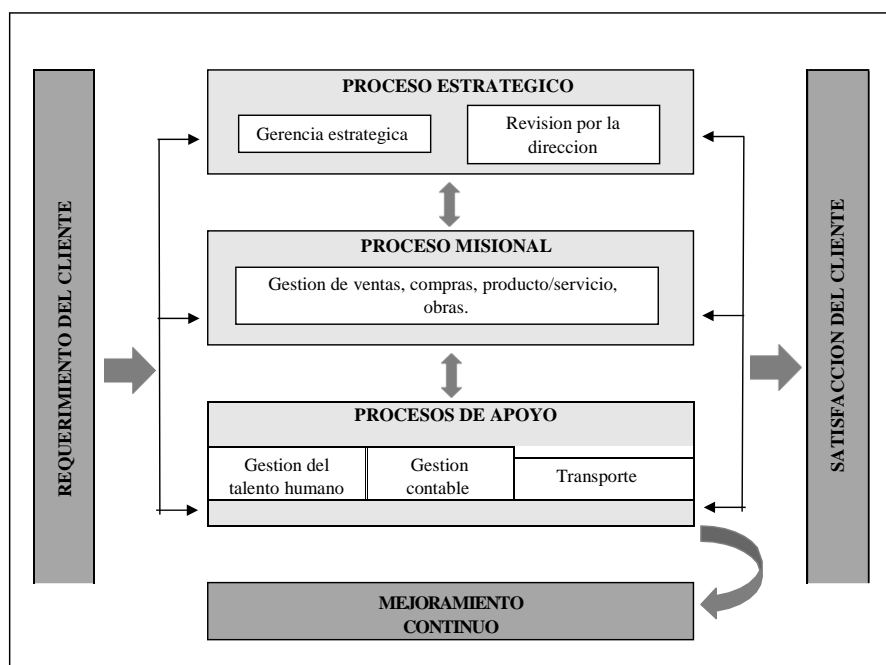 REQUERIMIENTO DEL CLIENTE
PROCESO ESTRATEGICO
Gerencia estrategica
Revision por la
direccion
PROCESO MISIONAL
Gestion de ventas, compras, producto/servicio,
obras.
PROCESOS DE APOYO
Gestion del
talento humano
Gestion
contable
Transporte
MEJORAMIENTO
CONTINUO
SATISFACCION DEL CLIENTE